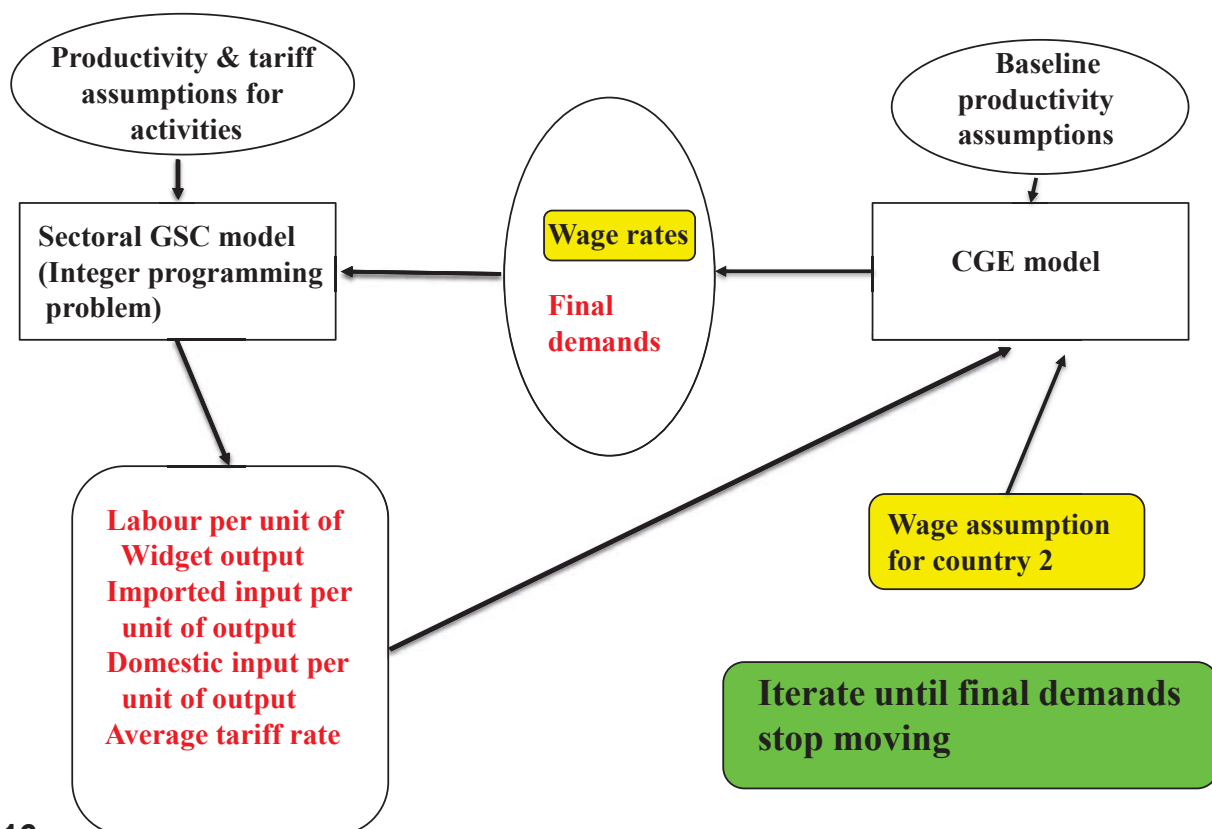 Productivity & tariff
assumptions for
activities
Baseline
productivity
assumptions
Sectoral GSC model
(Integer programming
problem)
Wage rates
Final
demands
CGE model
Labour per unit of
Widget output
Imported input per
unit of output
Domestic input per
unit of output
Average tariff rate
Wage assumption
for country 2
Iterate until final demands
stop moving